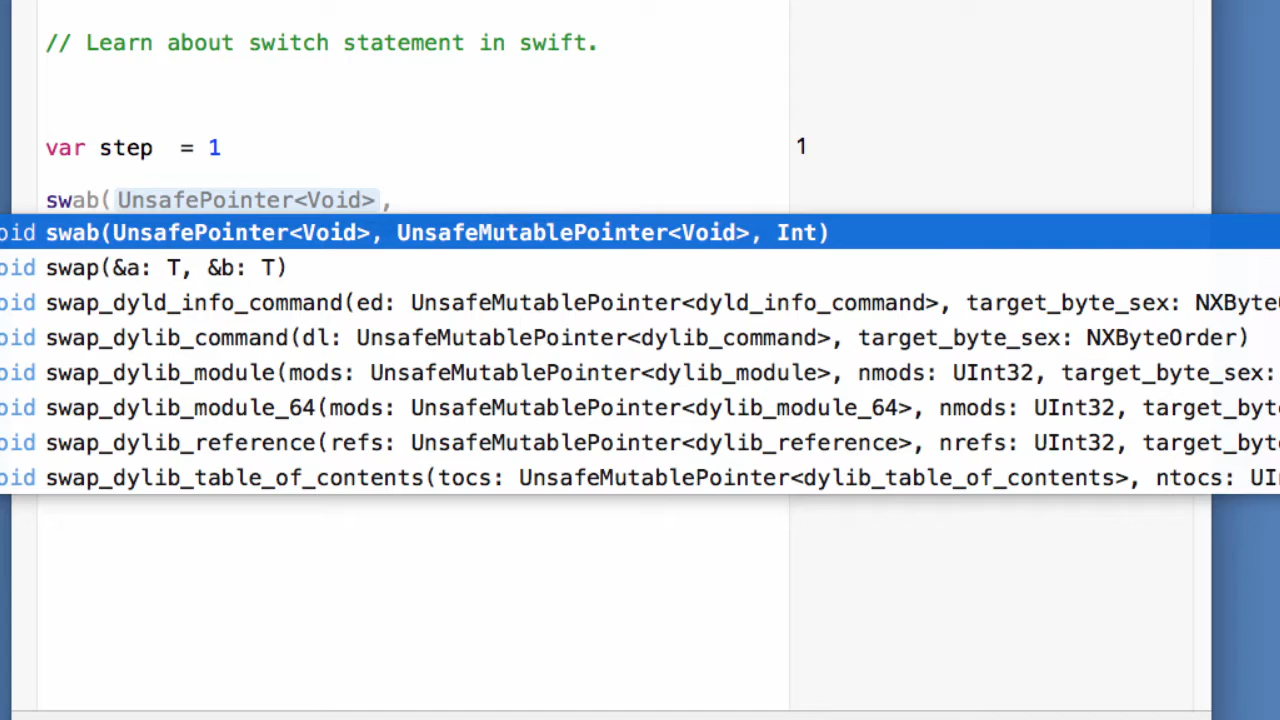 // Learn about switch statement in swift.
var step  = 1
1
swab(UnsafePointer<Void>,
oid swab(UnsafePointer<Void>, UnsafeMutablePointer<Void>, Int)
oid swap(&a: T, &b: T)
oid swap_dyld_info_command(ed: UnsafeMutablePointer<dyld_info_command>, target_byte_sex: NXByteO
oid swap_dylib_command(dl: UnsafeMutablePointer<dylib_command>, target_byte_sex: NXByteOrder)
oid swap_dylib_module(mods: UnsafeMutablePointer<dylib_module>, nmods: UInt32, target_byte_sex:
oid swap_dylib_module_64(mods: UnsafeMutablePointer<dylib_module_64>, nmods: UInt32, target_byte
oid swap_dylib_reference(refs: UnsafeMutablePointer<dylib_reference>, nrefs: UInt32, target_byte
oid swap_dylib_table_of_contents(tocs: UnsafeMutablePointer<dylib_table_of_contents>, ntocs: UI